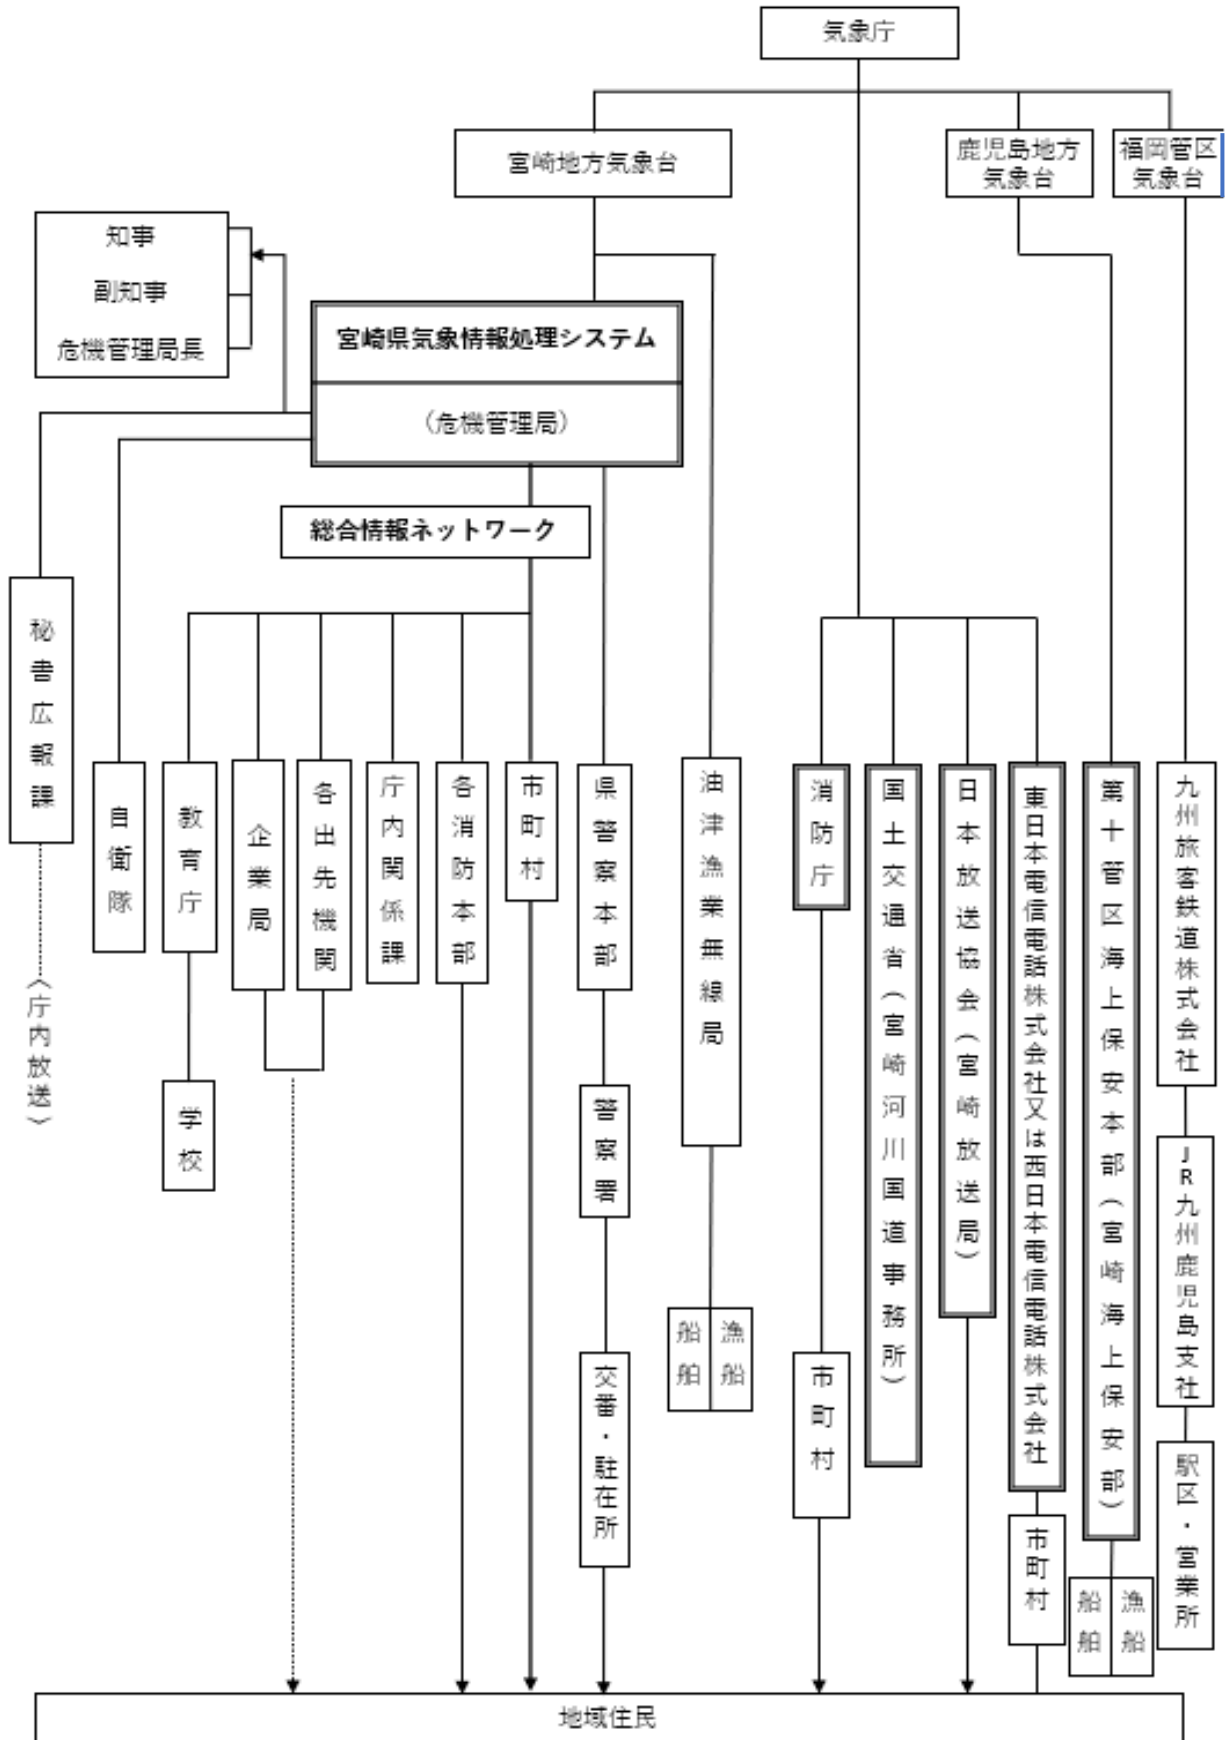 気象庁
宮崎地方気象台
鹿児島地方
気象台
福岡管区
気象台
知事
副知事
危機管理局長
宮崎県気象情報処理システム
（危機管理局）
総合情報ネットワーク
秘書広報課
〈庁内放送〉
自衛隊
教育庁
学校
企業局
各出先機関
庁内関係課
各消防本部
市町村
県警察本部
警察署
交番・駐在所
油津漁業無線局
船舶
漁船
消防庁
市町村
国土交通省（宮崎河川国道事務所）
日本放送協会（宮崎放送局）
東日本電信電話株式会社又は西日本電信電話株式会社
市町村
第十管区海上保安本部（宮崎海上保安部）
船舶
漁船
九州旅客鉄道株式会社
JR九州鹿児島支社
駅区・営業所
地域住民